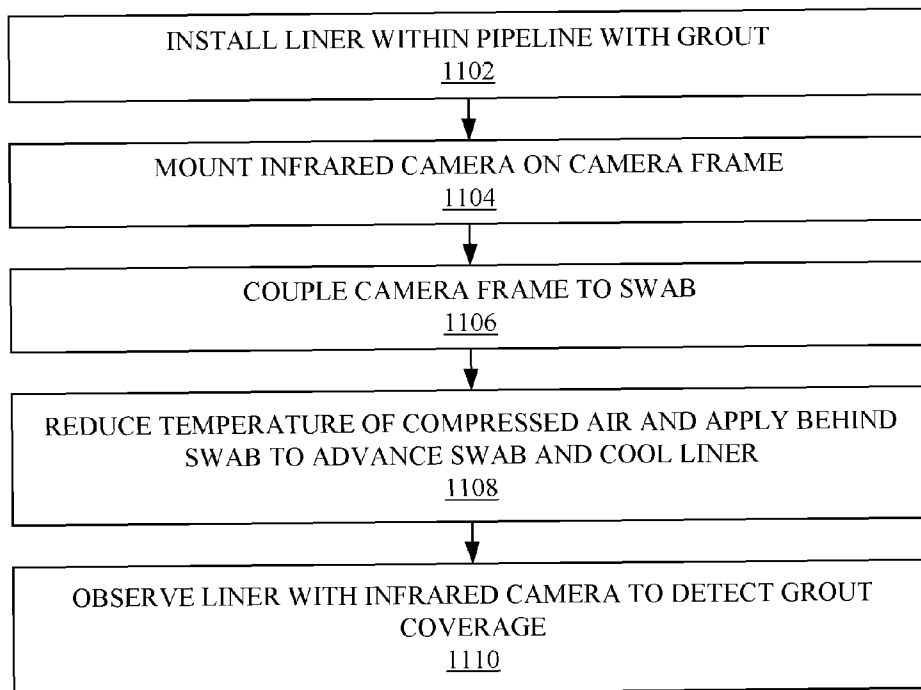 INSTALL LINER WITHIN PIPELINE WITH GROUT
1102
MOUNT INFRARED CAMERA ON CAMERA FRAME
1104
COUPLE CAMERA FRAME TO SWAB
1106
REDUCE TEMPERATURE OF COMPRESSED AIR AND APPLY BEHIND
SWAB TO ADVANCE SWAB AND COOL LINER
1108
OBSERVE LINER WITH INFRARED CAMERA TO DETECT GROUT
COVERAGE
1110